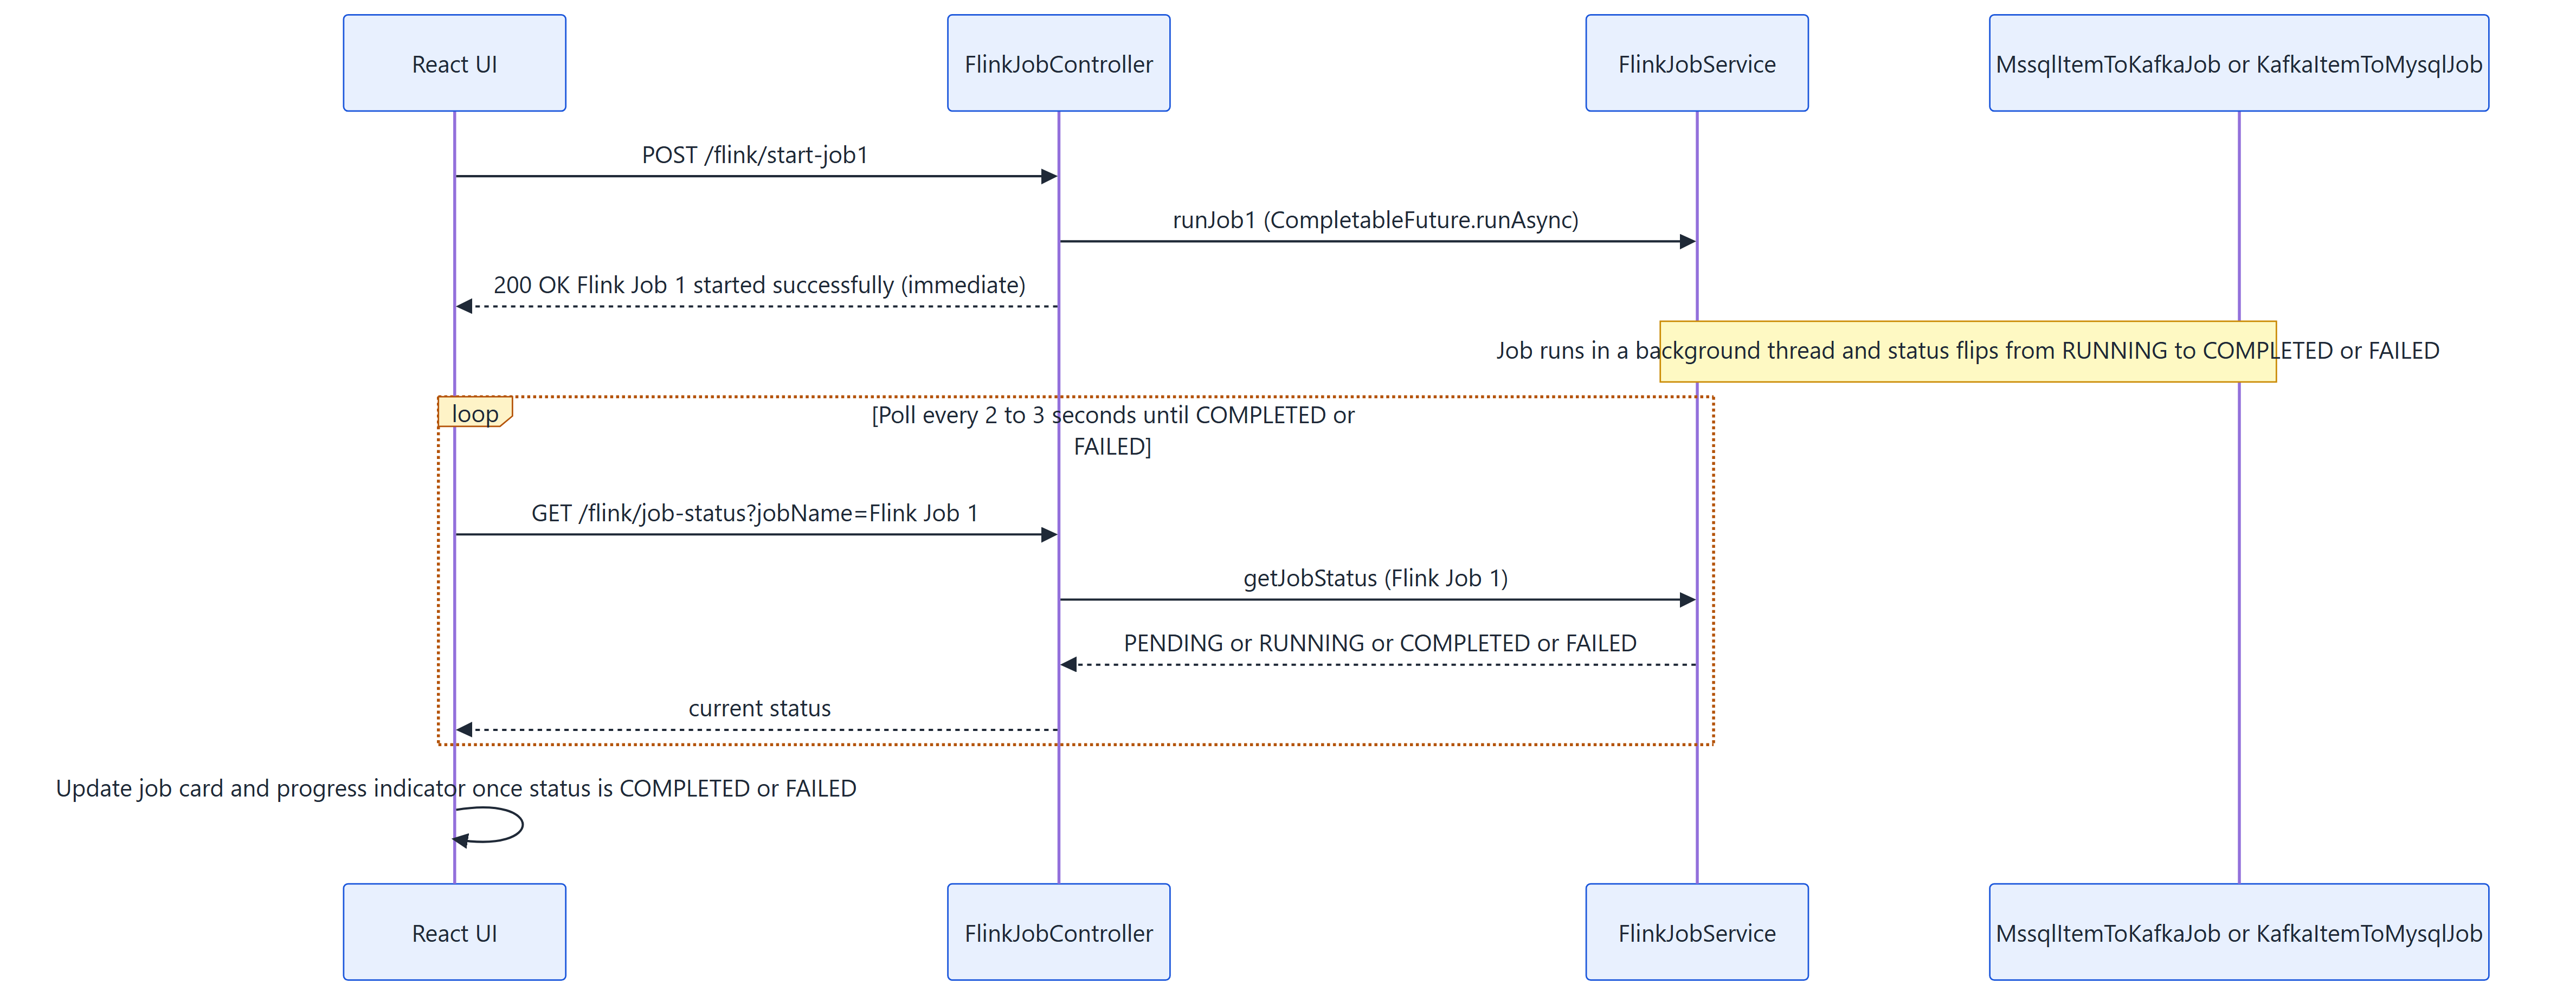 React UI
FlinkJobController
FlinkJobService
MssqlItemToKafkaJob or KafkaItemToMysqlJob
POST /flink/start-job1
runJob1 (CompletableFuture.runAsync)
200 OK Flink Job 1 started successfully (immediate)
Job runs in a background thread and status flips from RUNNING to COMPLETED or FAILED
loop
[Poll every 2 to 3 seconds until COMPLETED or
FAILED]
GET /flink/job-status?jobName=Flink Job 1
getJobStatus (Flink Job 1)
PENDING or RUNNING or COMPLETED or FAILED
current status
Update job card and progress indicator once status is COMPLETED or FAILED
React UI
FlinkJobController
FlinkJobService
MssqlItemToKafkaJob or KafkaItemToMysqlJob